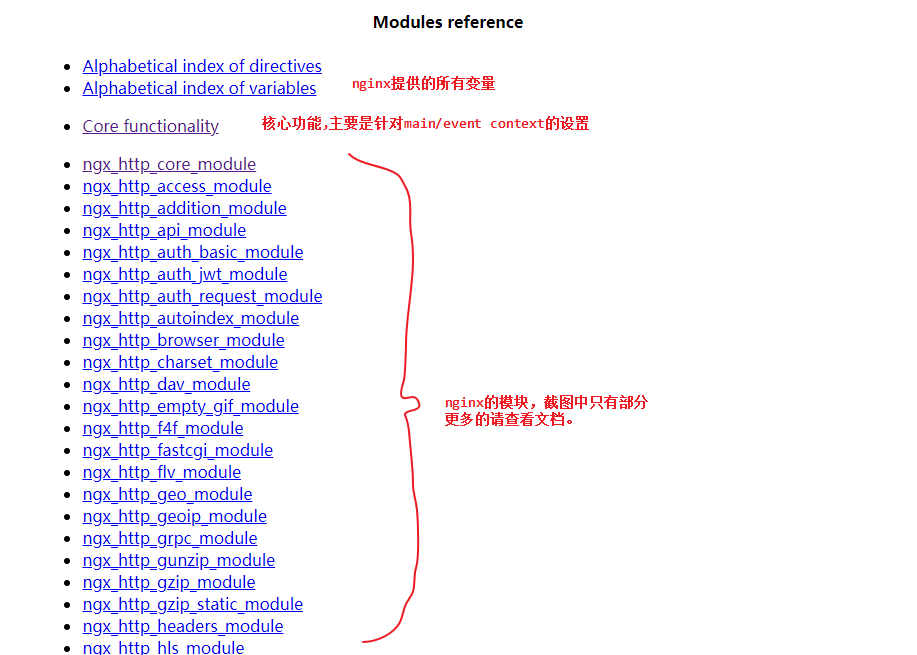 Modules reference
Alphabetical index of directives
Alphabetical index of variables
nginx提供的所有变量
Core functionality
核心功能,主要是针对main/event context的设置
ngx_http_core_module
ngx_http_access_module
ngx_http_addition_module
ngx_http_api_module
ngx_http_auth_basic_module
ngx_http_auth_jwt_module
ngx_http_auth_request_module
ngx_http_autoindex_module
ngx_http_browser_module
ngx_http_charset_module
ngx_http_dav_module
ngx_http_empty_gif_module
ngx_http_f4f_module
ngx_http_fastcgi_module
ngx_http_flv_module
ngx_http_geo_module
ngx_http_geoip_module
ngx_http_grpc_module
ngx_http_gunzip_module
ngx_http_gzip_module
ngx_http_gzip_static_module
ngx_http_headers_module
ngx_http_hls_module
nginx的模块，截图中只有部分
更多的请查看文档。